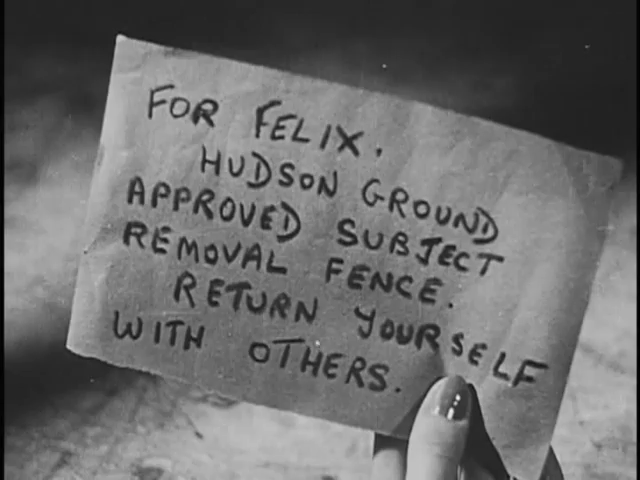 FOR FELIX.
HUDSON GROUND
APPROVED SUBJECT
REMOVAL FENCE.
RETURN YOURSELF
WITH OTHERS.